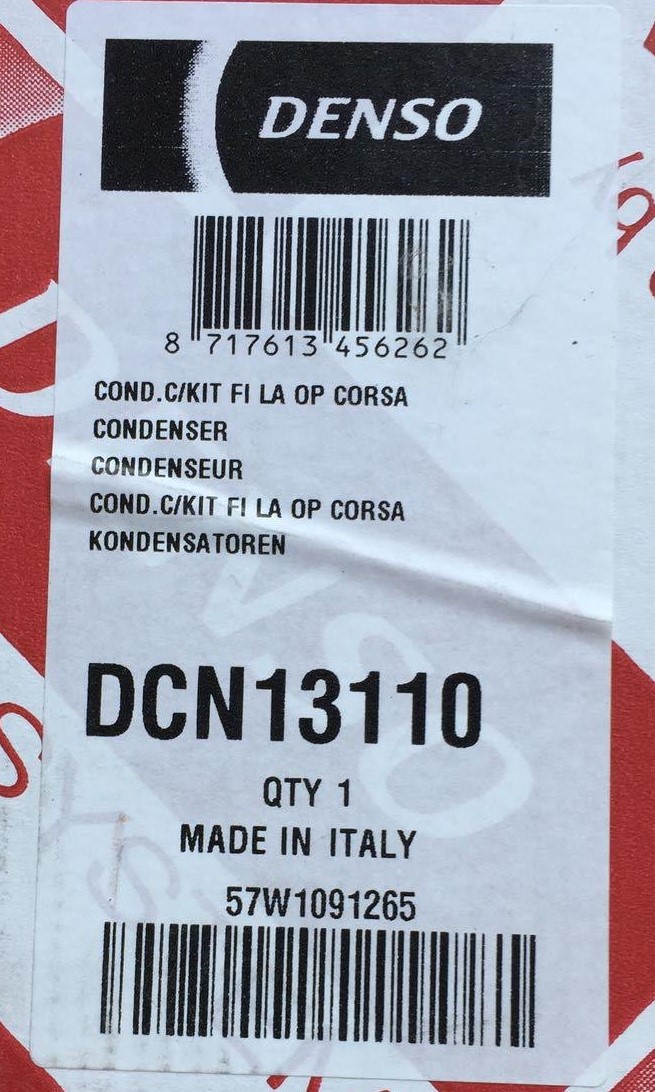 DENSO
8 717613 456262
COND.C/KIT FI LA OP CORSA
CONDENSER
CONDENSEUR
COND.C/KIT FI LA OP CORSA
KONDENSATOREN
DCN13110
QTY 1
MADE IN ITALY
57W1091265